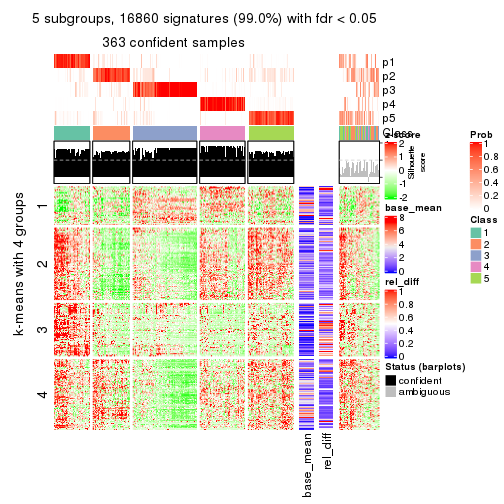 5 subgroups, 16860 signatures (99.0%) with fdr < 0.05
363 confident samples
p1
p2
p3
p4
p5
Class
z-score
2
1
0
-1
-2
Silhouette
score
Prob
1
0.8
0.6
0.4
0.2
0
base_mean
8
6
4
2
0
Class
1
2
3
4
5
rel_diff
1
0.8
0.6
0.4
0.2
0
Status (barplots)
confident
ambiguous
k-means with 4 groups
1
2
3
4
base_mean
rel_diff